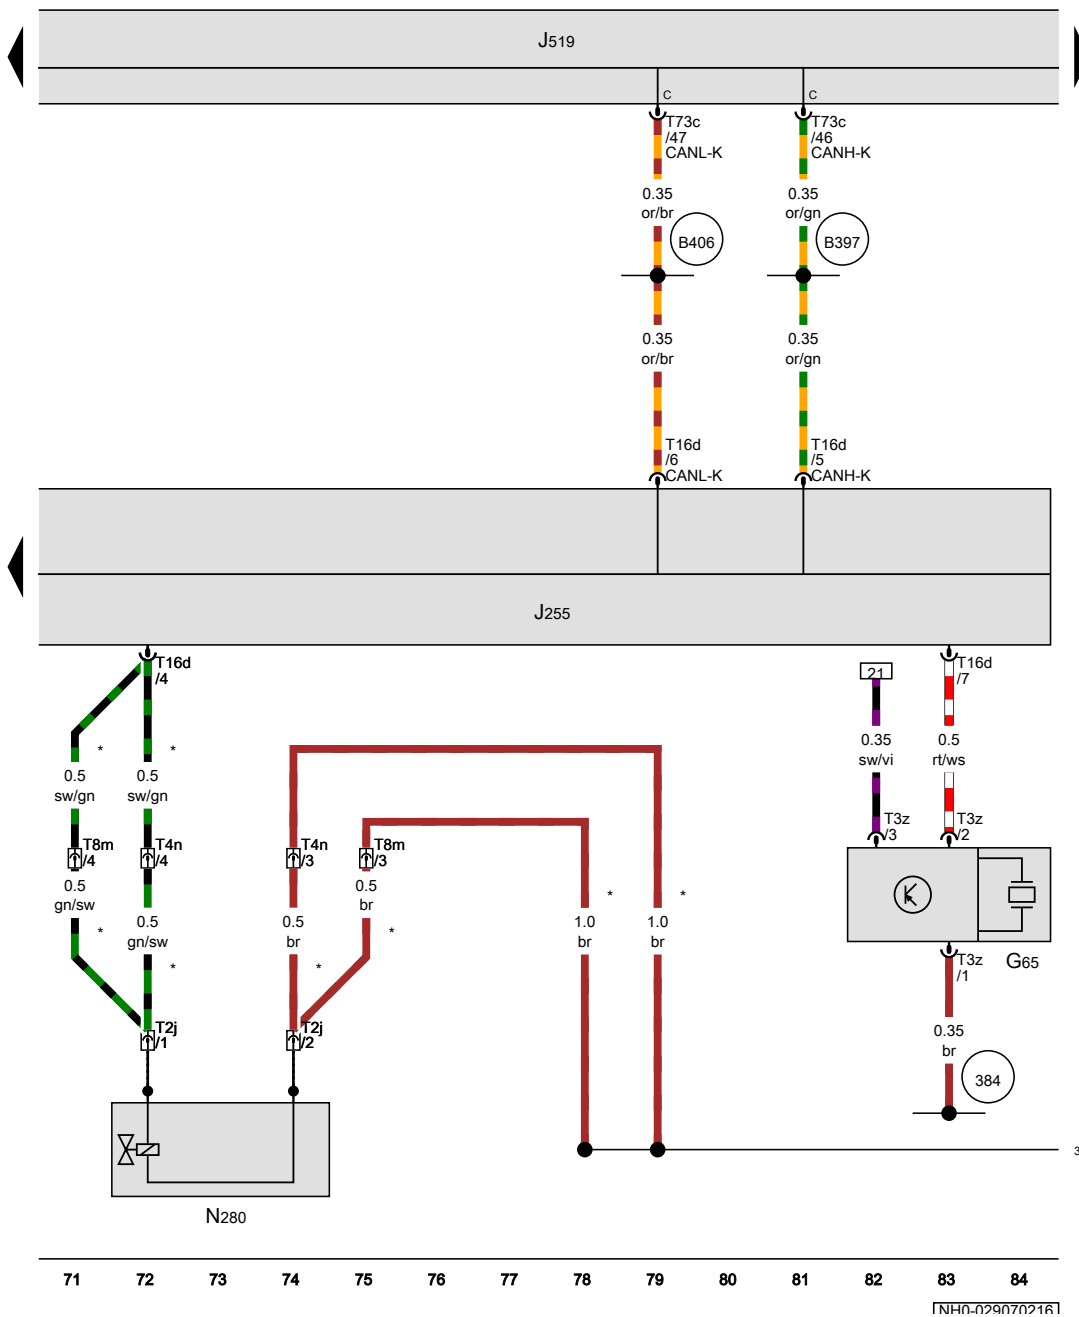 J519
c
c
T73c
/47
CANL-K
T73c
/46
CANH-K
0.35
or/br
0.35
or/gn
B406
B397
0.35
or/br
0.35
or/gn
T16d
/6
CANL-K
T16d
/5
CANH-K
J255
T16d
/4
21
T16d
/7
*
*
0.5
sw/gn
0.5
sw/gn
0.35
sw/vi
0.5
rt/ws
T8m
/4
T4n
/4
T4n
/3
T8m
/3
T3z
/3
T3z
/2
0.5
gn/sw
0.5
br
*
*
0.5
gn/sw
0.5
br
1.0
br
1.0
br
*
*
*
*
T3z
/1
G65
T2j
/1
T2j
/2
0.35
br
384
3
N280
71 72 73 74 75 76 77 78 79 80 81 82 83 84
NH0-029070216